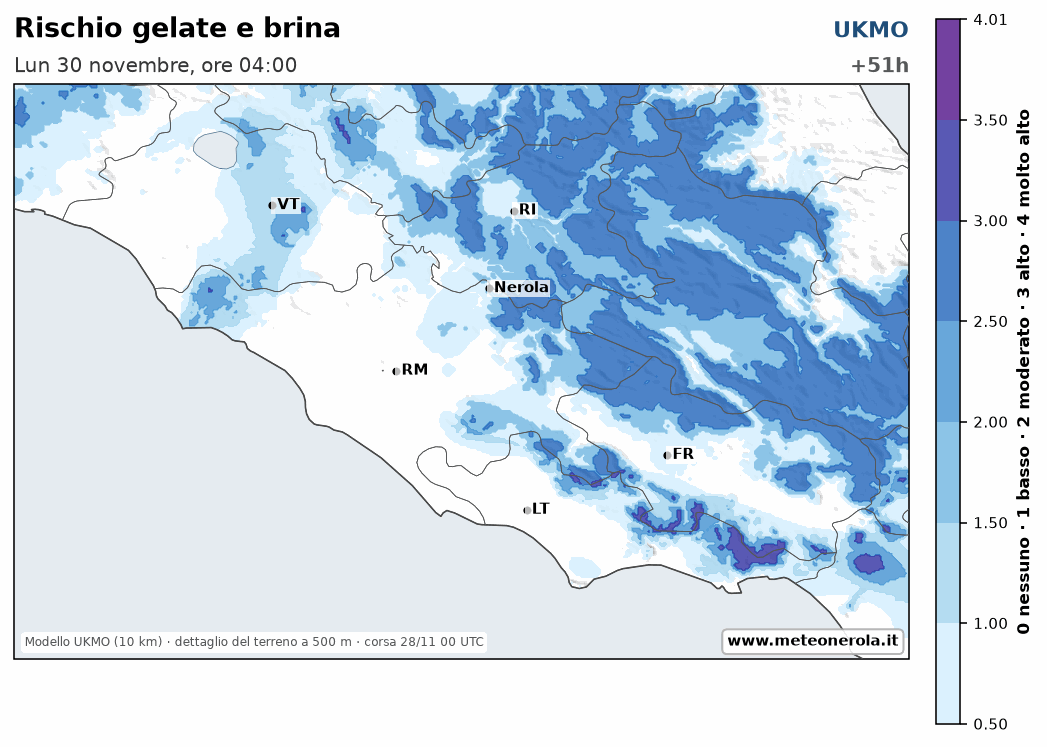 Rischio gelate e brina
UKMO
Lun 30 novembre, ore 04:00
+51h
VT
RI
Nerola
RM
FR
LT
Modello UKMO (10 km) · dettaglio del terreno a 500 m · corsa 28/11 00 UTC
www.meteonerola.it
4.01
3.50
3.00
2.50
2.00
1.50
1.00
0.50
0 nessuno · 1 basso · 2 moderato · 3 alto · 4 molto alto